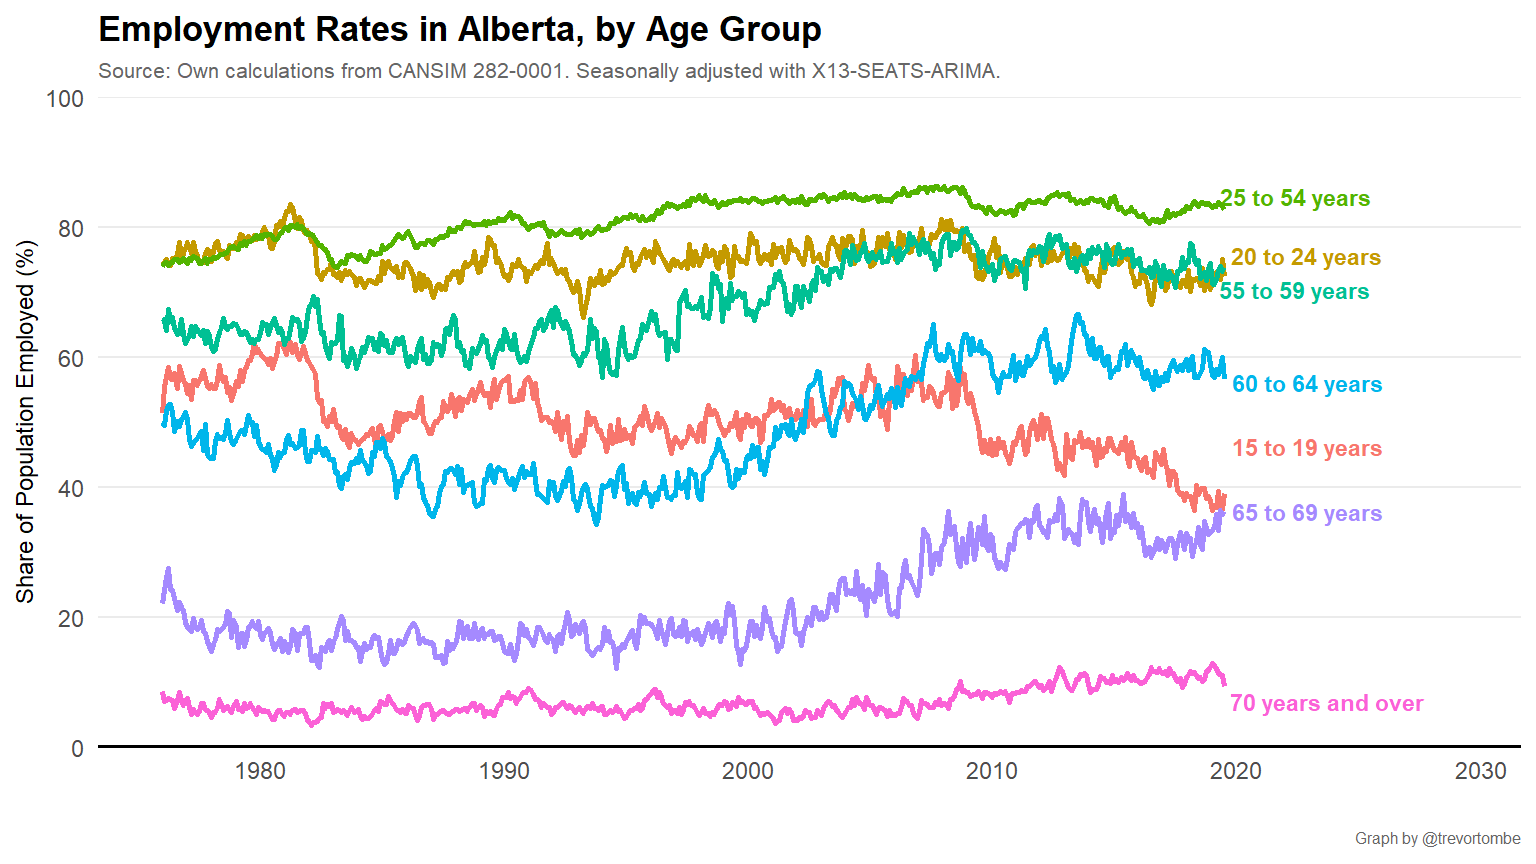 Employment Rates in Alberta, by Age Group
Source: Own calculations from CANSIM 282-0001. Seasonally adjusted with X13-SEATS-ARIMA.
Share of Population Employed (%)
100
80
60
40
20
0
25 to 54 years
20 to 24 years
55 to 59 years
60 to 64 years
15 to 19 years
65 to 69 years
70 years and over
1980
1990
2000
2010
2020
2030
Graph by @trevortombe